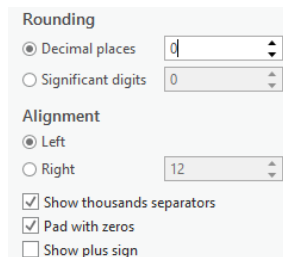 Rounding
Decimal places 0
Significant digits 0
Alignment
Left
Right 12
Show thousands separators
Pad with zeros
Show plus sign